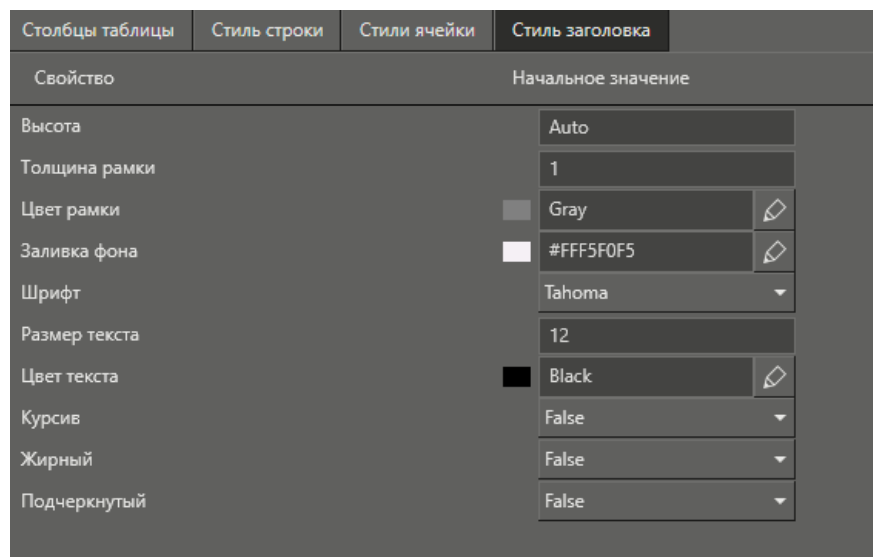 Столбцы таблицы Стиль строки Стили ячейки Стиль заголовка
Свойство Начальное значение
Высота Auto
Толщина рамки 1
Цвет рамки Gray
Заливка фона #FFF5F0F5
Шрифт Tahoma
Размер текста 12
Цвет текста Black
Курсив False
Жирный False
Подчеркнутый False